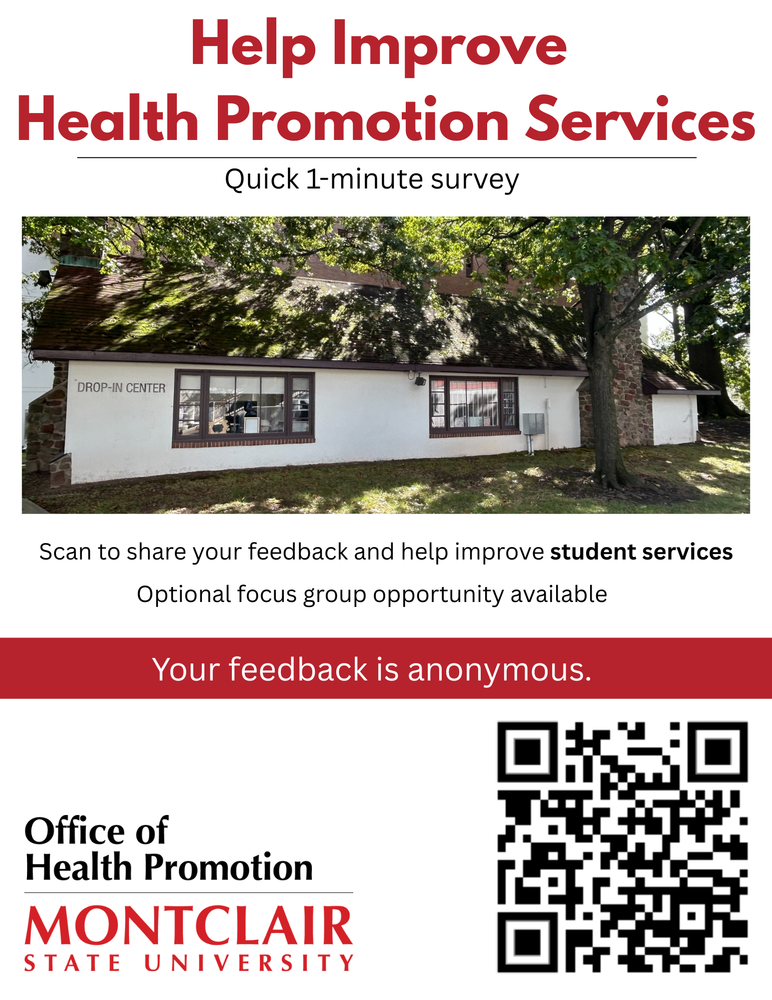 Help Improve
Health Promotion Services
Quick 1-minute survey
DROP-IN CENTER
Scan to share your feedback and help improve student services
Optional focus group opportunity available
Your feedback is anonymous.
Office of
Health Promotion
MONTCLAIR
STATE UNIVERSITY